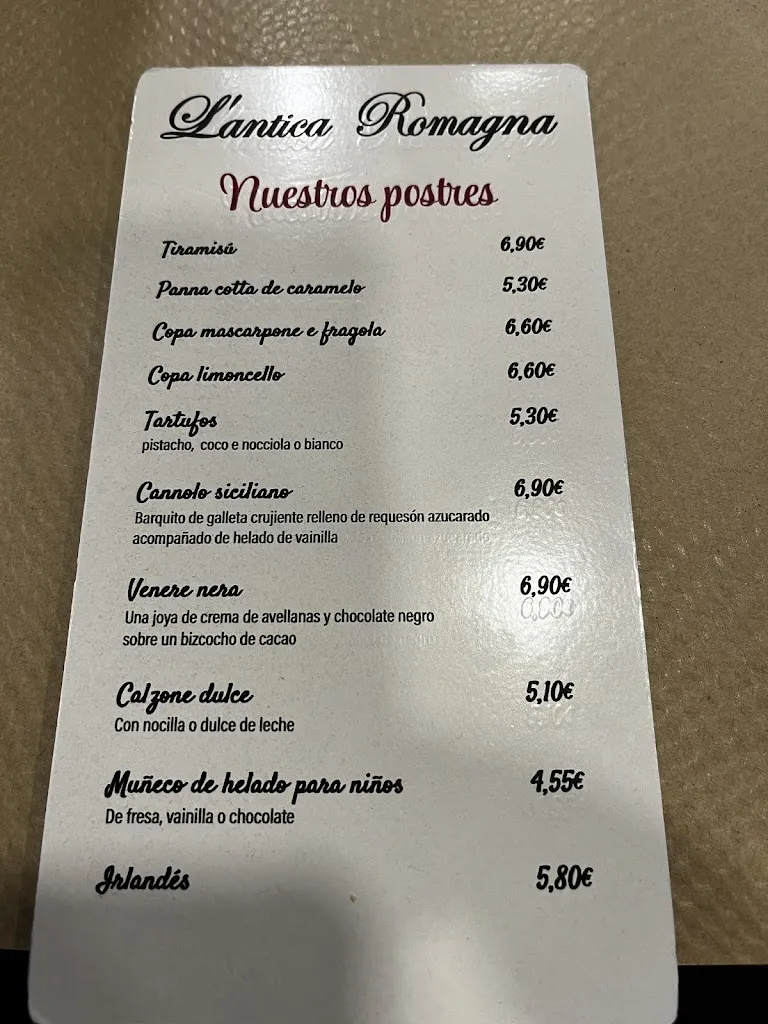 L'antica Romagna
Nuestros postres
Tiramisú 6,90€
Panna cotta de caramelo 5,30€
Copa mascarpone e fragola 6,60€
Copa limoncello 6,60€
Tartufos 5,30€
pistacho, coco e nocciola o bianco
Cannolo siciliano 6,90€
Barquito de galleta crujiente relleno de requesón azucarado
acompañado de helado de vainilla
Venere nera 6,90€
Una joya de crema de avellanas y chocolate negro
sobre un bizcocho de cacao
Calzone dulce 5,10€
Con nocilla o dulce de leche
Muñeco de helado para niños 4,55€
De fresa, vainilla o chocolate
Irlandés 5,80€